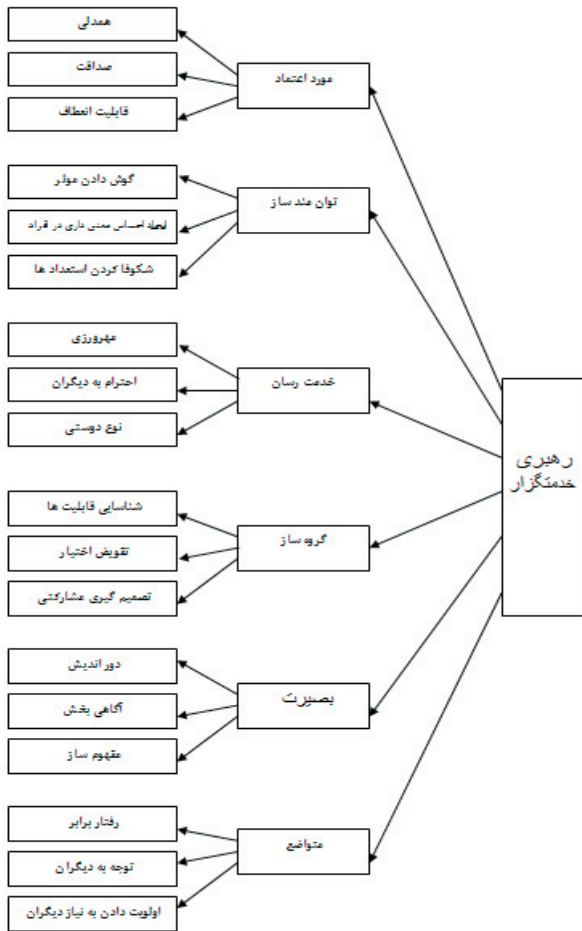 رهبری
خدمتگزار
مورد اعتماد
همدلی
صداقت
قابلیت انعطاف
توان مند ساز
گوش دادن موثر
ایجاد احساس معنی داری در افراد
شکوفا کردن استعداد ها
خدمت رسان
مهرورزی
احترام به دیگران
نوع دوستی
گروه ساز
شناسایی قابلیت ها
تفویض اختیار
تصمیم گیری مشارکتی
بصیرت
دور اندیش
آگاهی بخش
مفهوم ساز
متواضع
رفتار برابر
توجه به دیگران
اولویت دادن به نیاز دیگران